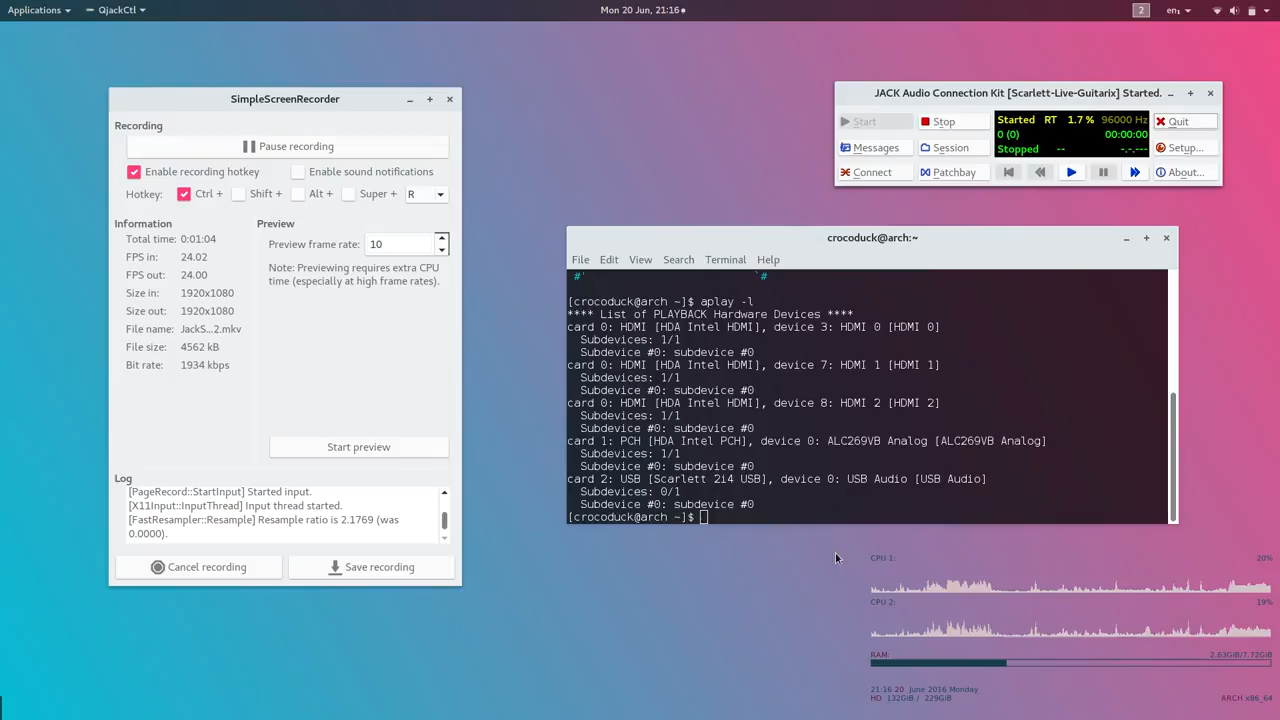 Applications QjackCtl Mon 20 Jun, 21:16 2 en₁
SimpleScreenRecorder
Recording
Pause recording
Enable recording hotkey Enable sound notifications
Hotkey: Ctrl + Shift + Alt + Super + R
Information
Total time: 0:01:04
FPS in: 24.02
FPS out: 24.00
Size in: 1920x1080
Size out: 1920x1080
File name: JackS...2.mkv
File size: 4562 kB
Bit rate: 1934 kbps
Preview
Preview frame rate: 10
Note: Previewing requires extra CPU
time (especially at high frame rates).
Start preview
Log
[PageRecord::StartInput] Started input.
[X11Input::InputThread] Input thread started.
[FastResampler::Resample] Resample ratio is 2.1769 (was
0.0000).
Cancel recording Save recording
JACK Audio Connection Kit [Scarlett-Live-Guitarix] Started.
Start Stop Started RT 1.7 % 96000 Hz Quit
0 (0) 00:00:00
Messages Session Stopped -- -.-.--- Setup...
Connect Patchbay About...
crocoduck@arch:~
File Edit View Search Terminal Help
#' `#
[crocoduck@arch ~]$ aplay -l
**** List of PLAYBACK Hardware Devices ****
card 0: HDMI [HDA Intel HDMI], device 3: HDMI 0 [HDMI 0]
Subdevices: 1/1
Subdevice #0: subdevice #0
card 0: HDMI [HDA Intel HDMI], device 7: HDMI 1 [HDMI 1]
Subdevices: 1/1
Subdevice #0: subdevice #0
card 0: HDMI [HDA Intel HDMI], device 8: HDMI 2 [HDMI 2]
Subdevices: 1/1
Subdevice #0: subdevice #0
card 1: PCH [HDA Intel PCH], device 0: ALC269VB Analog [ALC269VB Analog]
Subdevices: 1/1
Subdevice #0: subdevice #0
card 2: USB [Scarlett 2i4 USB], device 0: USB Audio [USB Audio]
Subdevices: 0/1
Subdevice #0: subdevice #0
[crocoduck@arch ~]$
CPU 1: 20%
CPU 2: 19%
RAM: 2.63GiB/7.72GiB
21:16 20 June 2016 Monday
HD 132GiB / 229GiB ARCH x86_64